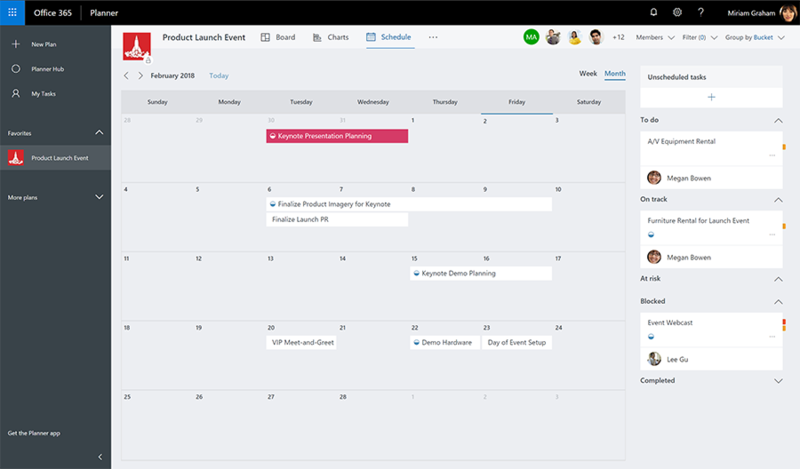 Office 365 Planner Miriam Graham
New Plan
Planner Hub
My Tasks
Favorites
Product Launch Event
More plans
Get the Planner app
Product Launch Event Board Charts Schedule ... MA +12 Members Filter (0) Group by Bucket
February 2018 Today Week Month
Sunday Monday Tuesday Wednesday Thursday Friday Saturday
28 29 30 31 1 2 3
Keynote Presentation Planning
4 5 6 7 8 9 10
Finalize Product Imagery for Keynote
Finalize Launch PR
11 12 13 14 15 16 17
Keynote Demo Planning
18 19 20 21 22 23 24
VIP Meet-and-Greet Demo Hardware Day of Event Setup
25 26 27 28 1 2 3
Unscheduled tasks
+
To do
A/V Equipment Rental
...
Megan Bowen
On track
Furniture Rental for Launch Event
...
Megan Bowen
At risk
Blocked
Event Webcast
...
Lee Gu
Completed